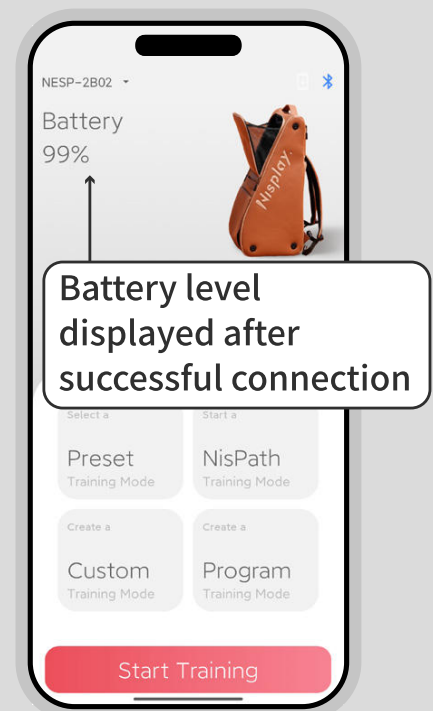 NESP-2B02
Battery
99%
Nisplay.
Battery level
displayed after
successful connection
Select a
Preset
Training Mode
Start a
NisPath
Training Mode
Create a
Custom
Training Mode
Create a
Program
Training Mode
Start Training